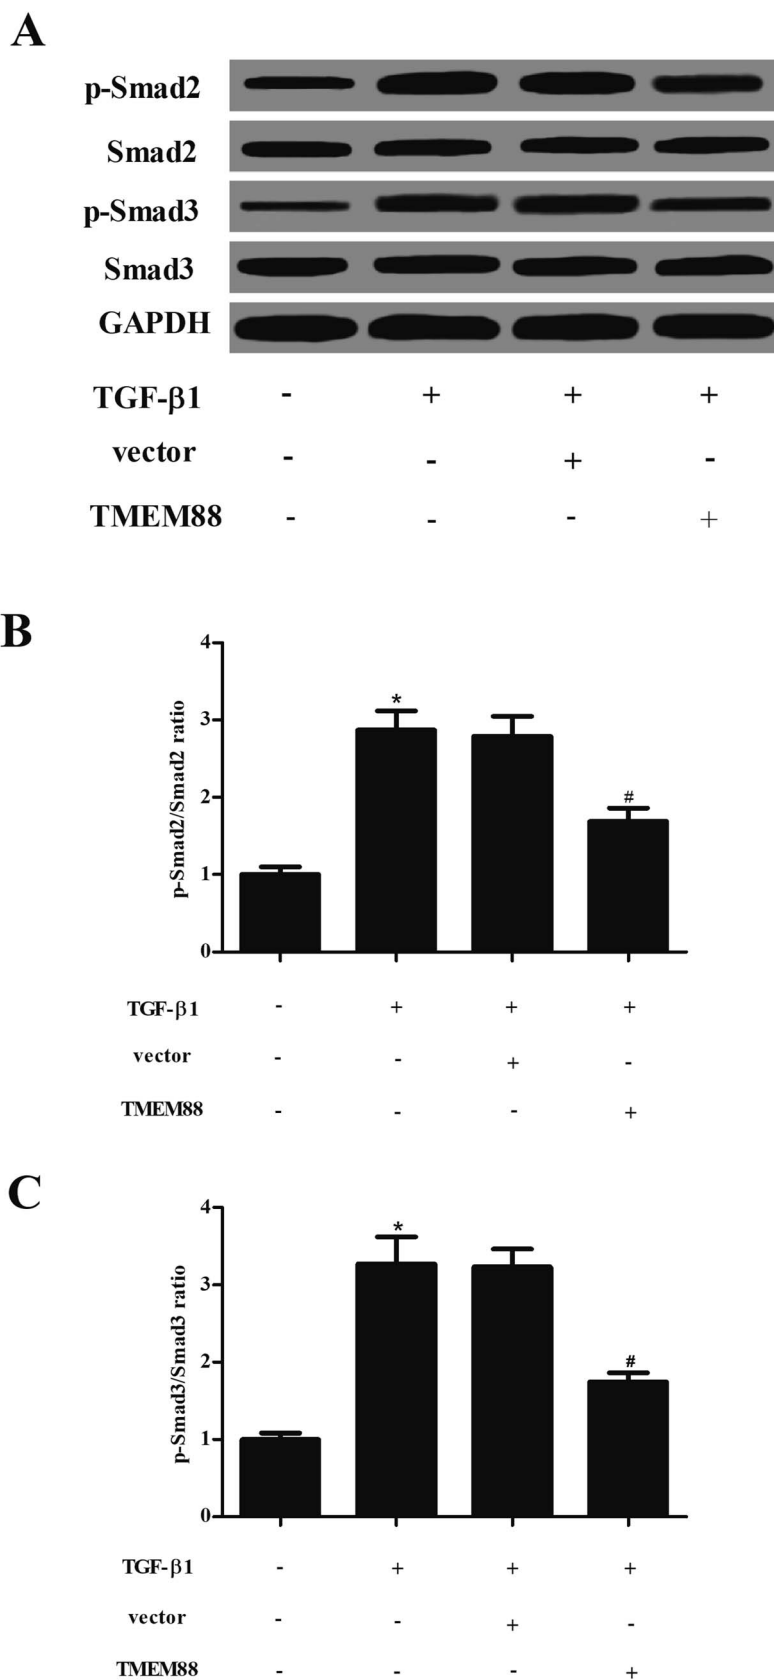 A
p-Smad2
Smad2
p-Smad3
Smad3
GAPDH
TGF-β1 - + + +
vector - - + -
TMEM88 - - - +
B
p-Smad2/Smad2 ratio
4
3
2
1
0
*
#
TGF-β1 - + + +
vector - - + -
TMEM88 - - - +
C
p-Smad3/Smad3 ratio
4
3
2
1
0
*
#
TGF-β1 - + + +
vector - - + -
TMEM88 - - - +